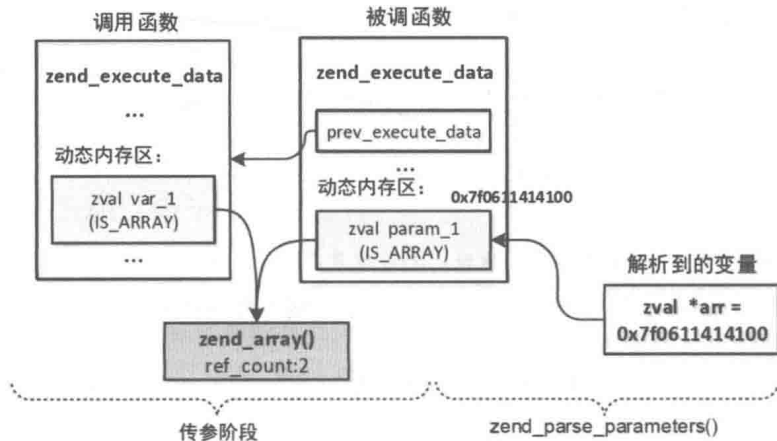 调用函数
被调函数
zend_execute_data
...
动态内存区：
zval var_1
(IS_ARRAY)
...
zend_execute_data
prev_execute_data
...
动态内存区：
0x7f0611414100
zval param_1
(IS_ARRAY)
解析到的变量
zval *arr =
0x7f0611414100
zend_array()
ref_count:2
传参阶段
zend_parse_parameters()